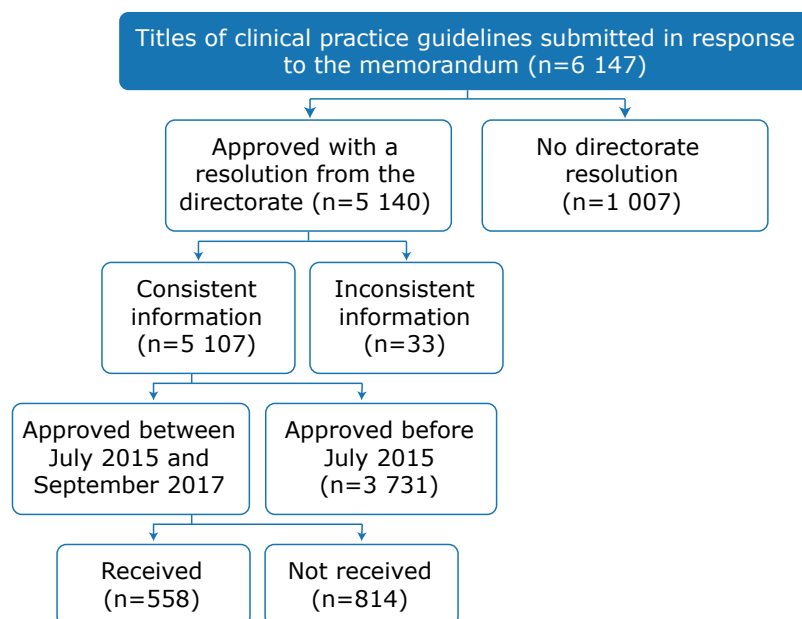 Titles of clinical practice guidelines submitted in response
to the memorandum (n=6 147)
Approved with a
resolution from the
directorate (n=5 140)
No directorate
resolution
(n=1 007)
Consistent
information
(n=5 107)
Inconsistent
information
(n=33)
Approved between
July 2015 and
September 2017
Approved before
July 2015
(n=3 731)
Received
(n=558)
Not received
(n=814)